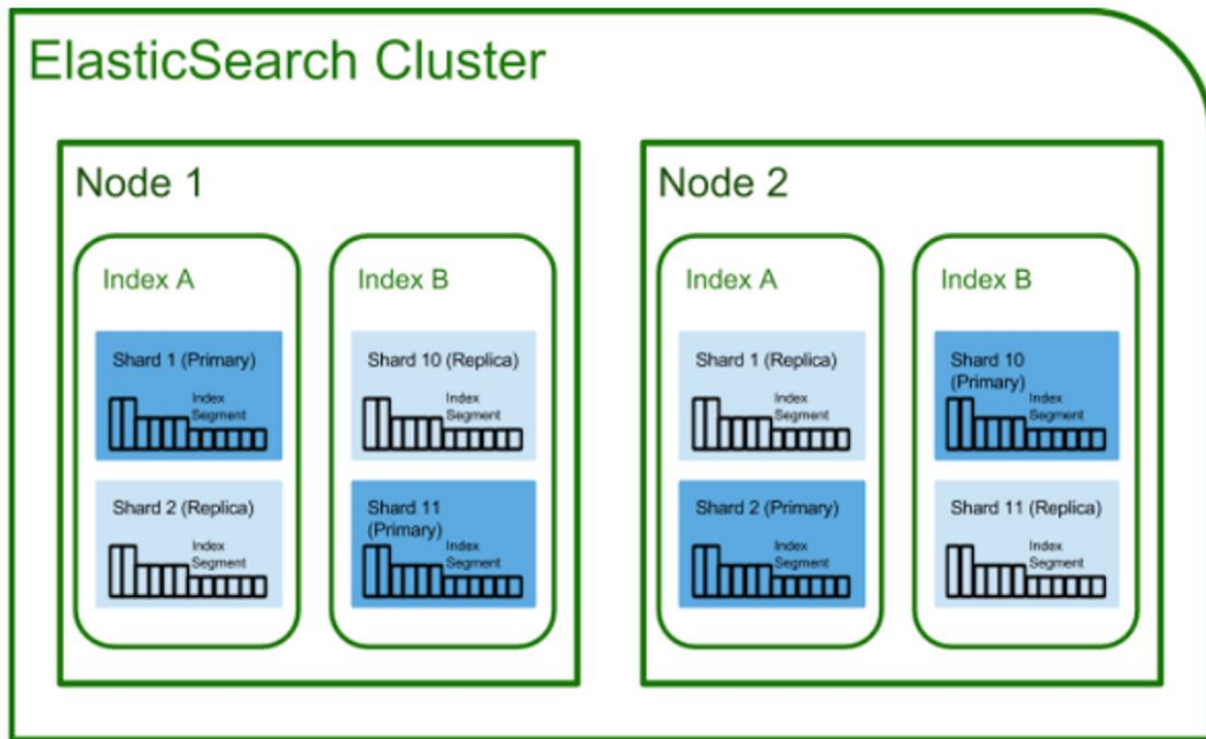 ElasticSearch Cluster
Node 1
Index A
Shard 1 (Primary)
Index
Segment
Shard 2 (Replica)
Index
Segment
Index B
Shard 10 (Replica)
Index
Segment
Shard 11
(Primary)
Index
Segment
Node 2
Index A
Shard 1 (Replica)
Index
Segment
Shard 2 (Primary)
Index
Segment
Index B
Shard 10
(Primary)
Index
Segment
Shard 11 (Replica)
Index
Segment